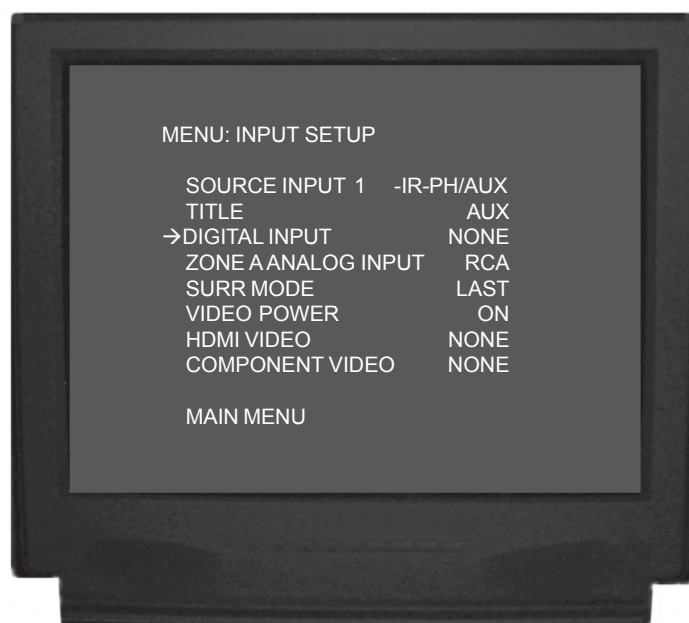 MENU: INPUT SETUP
SOURCE INPUT 1 -IR-PH/AUX
TITLE AUX
→DIGITAL INPUT NONE
ZONE A ANALOG INPUT RCA
SURR MODE LAST
VIDEO POWER ON
HDMI VIDEO NONE
COMPONENT VIDEO NONE
MAIN MENU